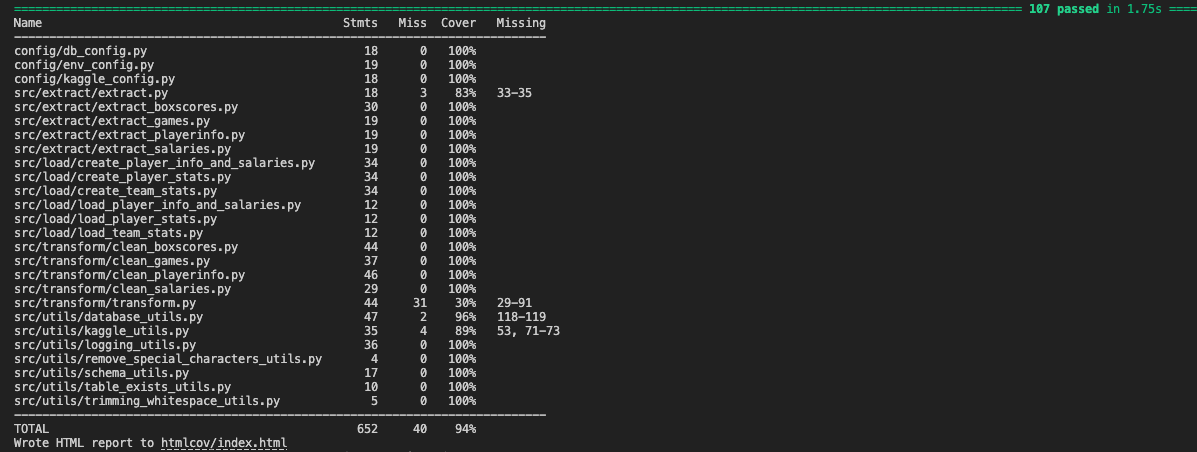 107 passed in 1.75s
Name Stmts Miss Cover Missing
config/db_config.py 18 0 100%
config/env_config.py 19 0 100%
config/kaggle_config.py 18 0 100%
src/extract/extract.py 18 3 83% 33-35
src/extract/extract_boxscores.py 30 0 100%
src/extract/extract_games.py 19 0 100%
src/extract/extract_playerinfo.py 19 0 100%
src/extract/extract_salaries.py 19 0 100%
src/load/create_player_info_and_salaries.py 34 0 100%
src/load/create_player_stats.py 34 0 100%
src/load/create_team_stats.py 34 0 100%
src/load/load_player_info_and_salaries.py 12 0 100%
src/load/load_player_stats.py 12 0 100%
src/load/load_team_stats.py 12 0 100%
src/transform/clean_boxscores.py 44 0 100%
src/transform/clean_games.py 37 0 100%
src/transform/clean_playerinfo.py 46 0 100%
src/transform/clean_salaries.py 29 0 100%
src/transform/transform.py 44 31 30% 29-91
src/utils/database_utils.py 47 2 96% 118-119
src/utils/kaggle_utils.py 35 4 89% 53, 71-73
src/utils/logging_utils.py 36 0 100%
src/utils/remove_special_characters_utils.py 4 0 100%
src/utils/schema_utils.py 17 0 100%
src/utils/table_exists_utils.py 10 0 100%
src/utils/trimming_whitespace_utils.py 5 0 100%
TOTAL 652 40 94%
Wrote HTML report to htmlcov/index.html